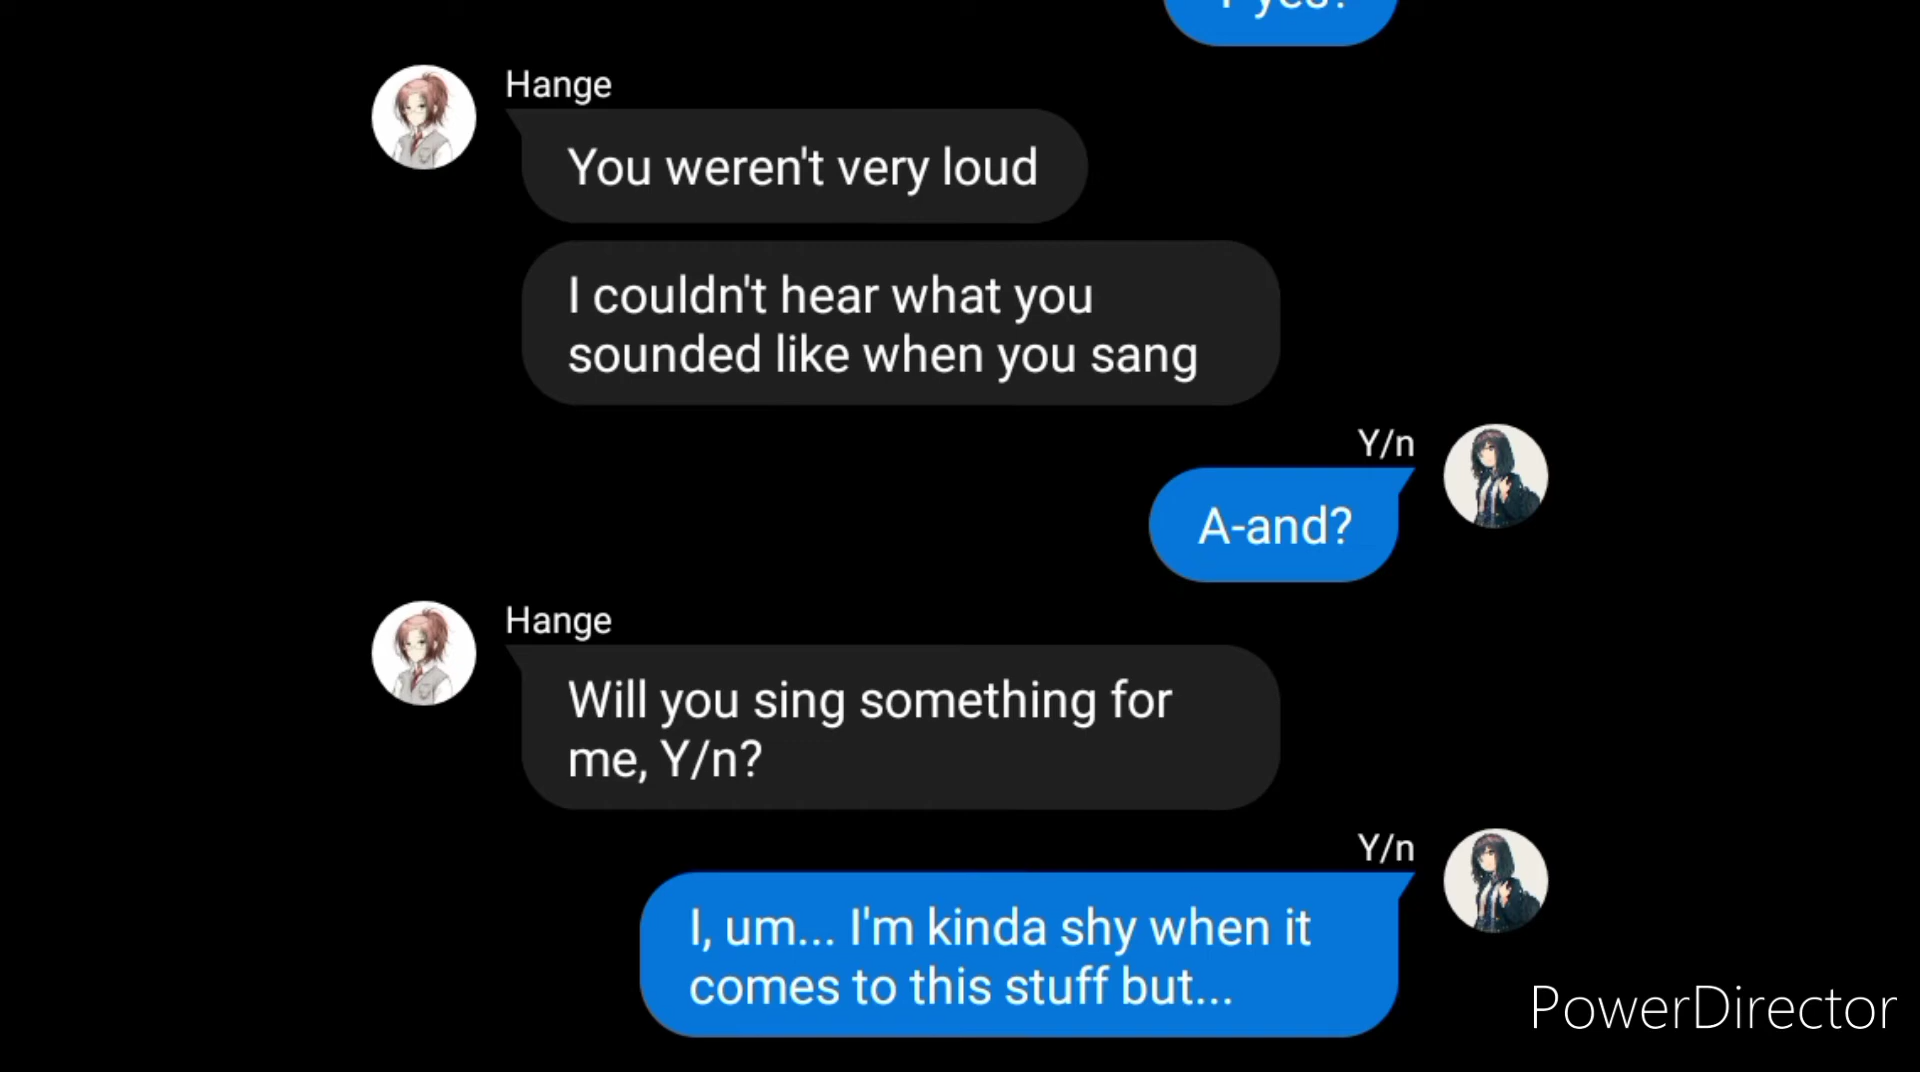 Hange
You weren't very loud
I couldn't hear what you
sounded like when you sang
Y/n
A-and?
Hange
Will you sing something for
me, Y/n?
Y/n
I, um... I'm kinda shy when it
comes to this stuff but...
PowerDirector